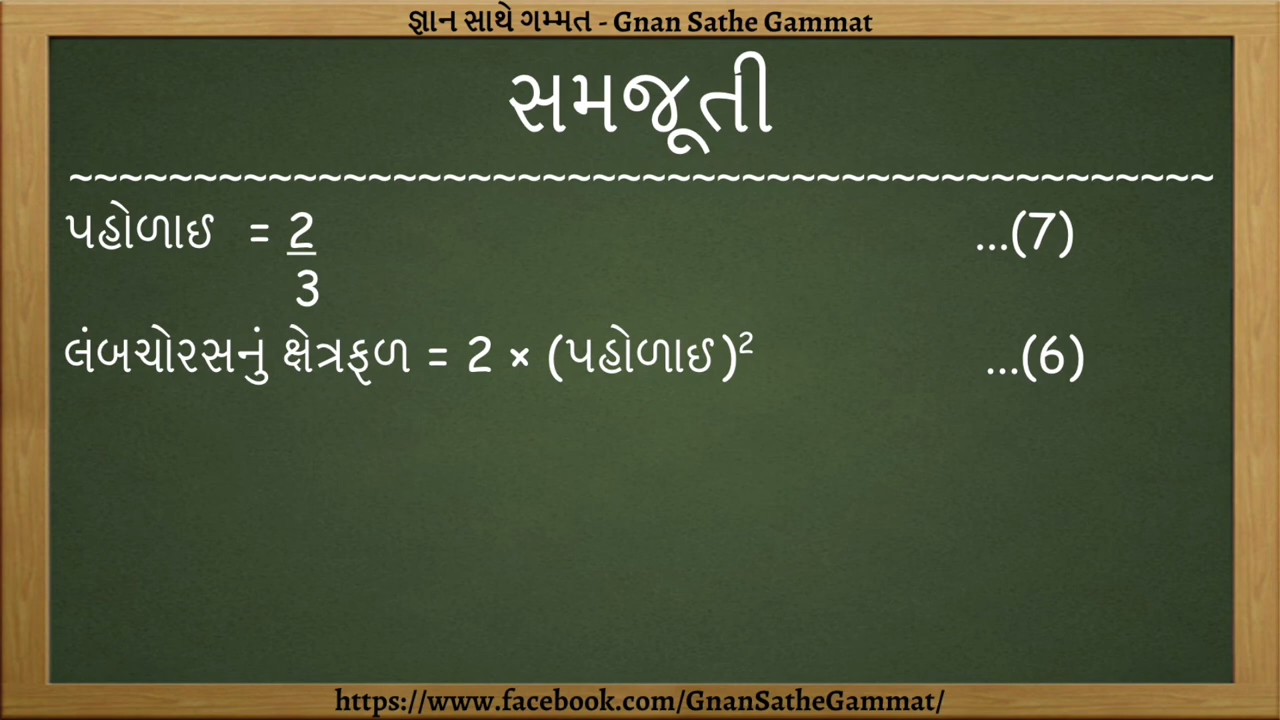 જ્ઞાન સાથે ગમ્મત - Gnan Sathe Gammat
સમજૂતી
~~~~~~~~~~~~~~~~~~~~~~~~~~~~~~~~~~~~~~~~~~~~~~
પહોળાઈ = 2 ...(7)
3
લંબચોરસનું ક્ષેત્રફળ = 2 × (પહોળાઈ)² ...(6)
https://www.facebook.com/GnanSatheGammat/